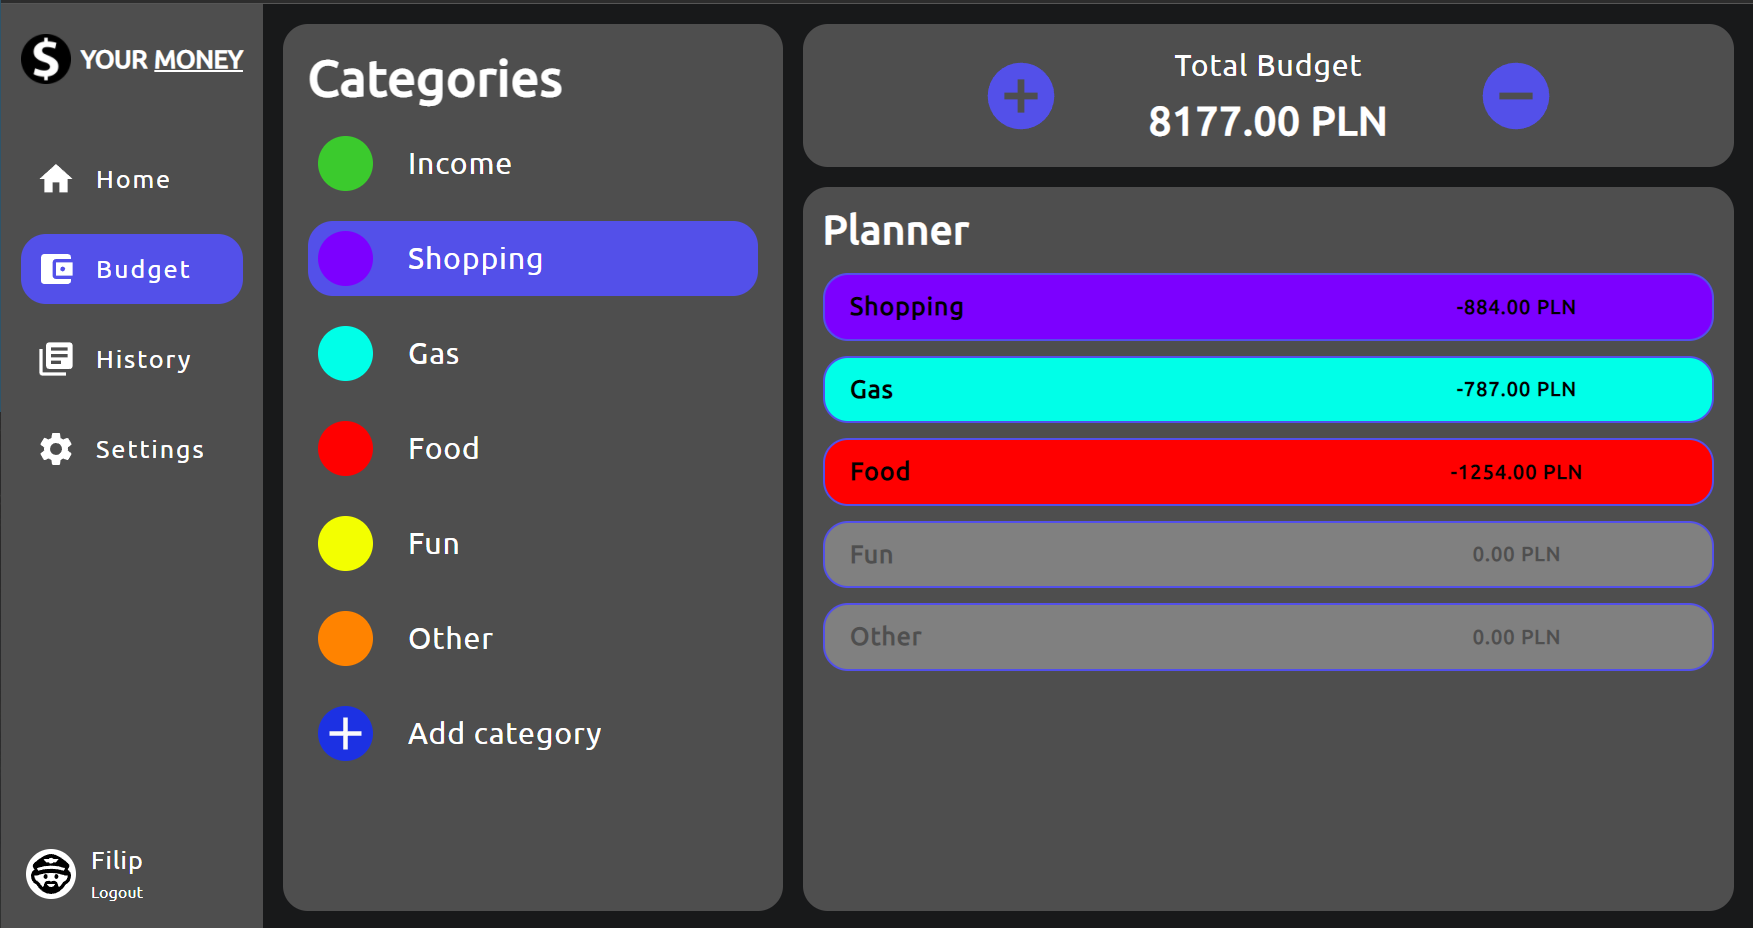 $ YOUR MONEY
Home
Budget
History
Settings
Filip
Logout
Categories
Income
Shopping
Gas
Food
Fun
Other
Add category
Total Budget
8177.00 PLN
Planner
Shopping -884.00 PLN
Gas -787.00 PLN
Food -1254.00 PLN
Fun 0.00 PLN
Other 0.00 PLN